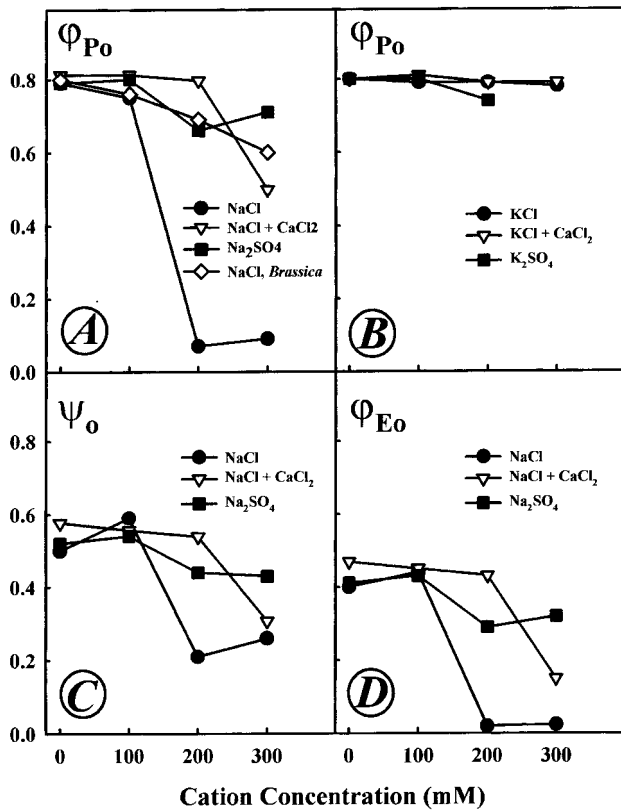 φPo
0.8
0.6
0.4
0.2
0.0
NaCl
NaCl + CaCl2
Na2SO4
NaCl, Brassica
A
φPo
KCl
KCl + CaCl2
K2SO4
B
ψo
0.8
0.6
0.4
0.2
0.0
NaCl
NaCl + CaCl2
Na2SO4
C
0 100 200 300
φEo
NaCl
NaCl + CaCl2
Na2SO4
D
0 100 200 300
Cation Concentration (mM)